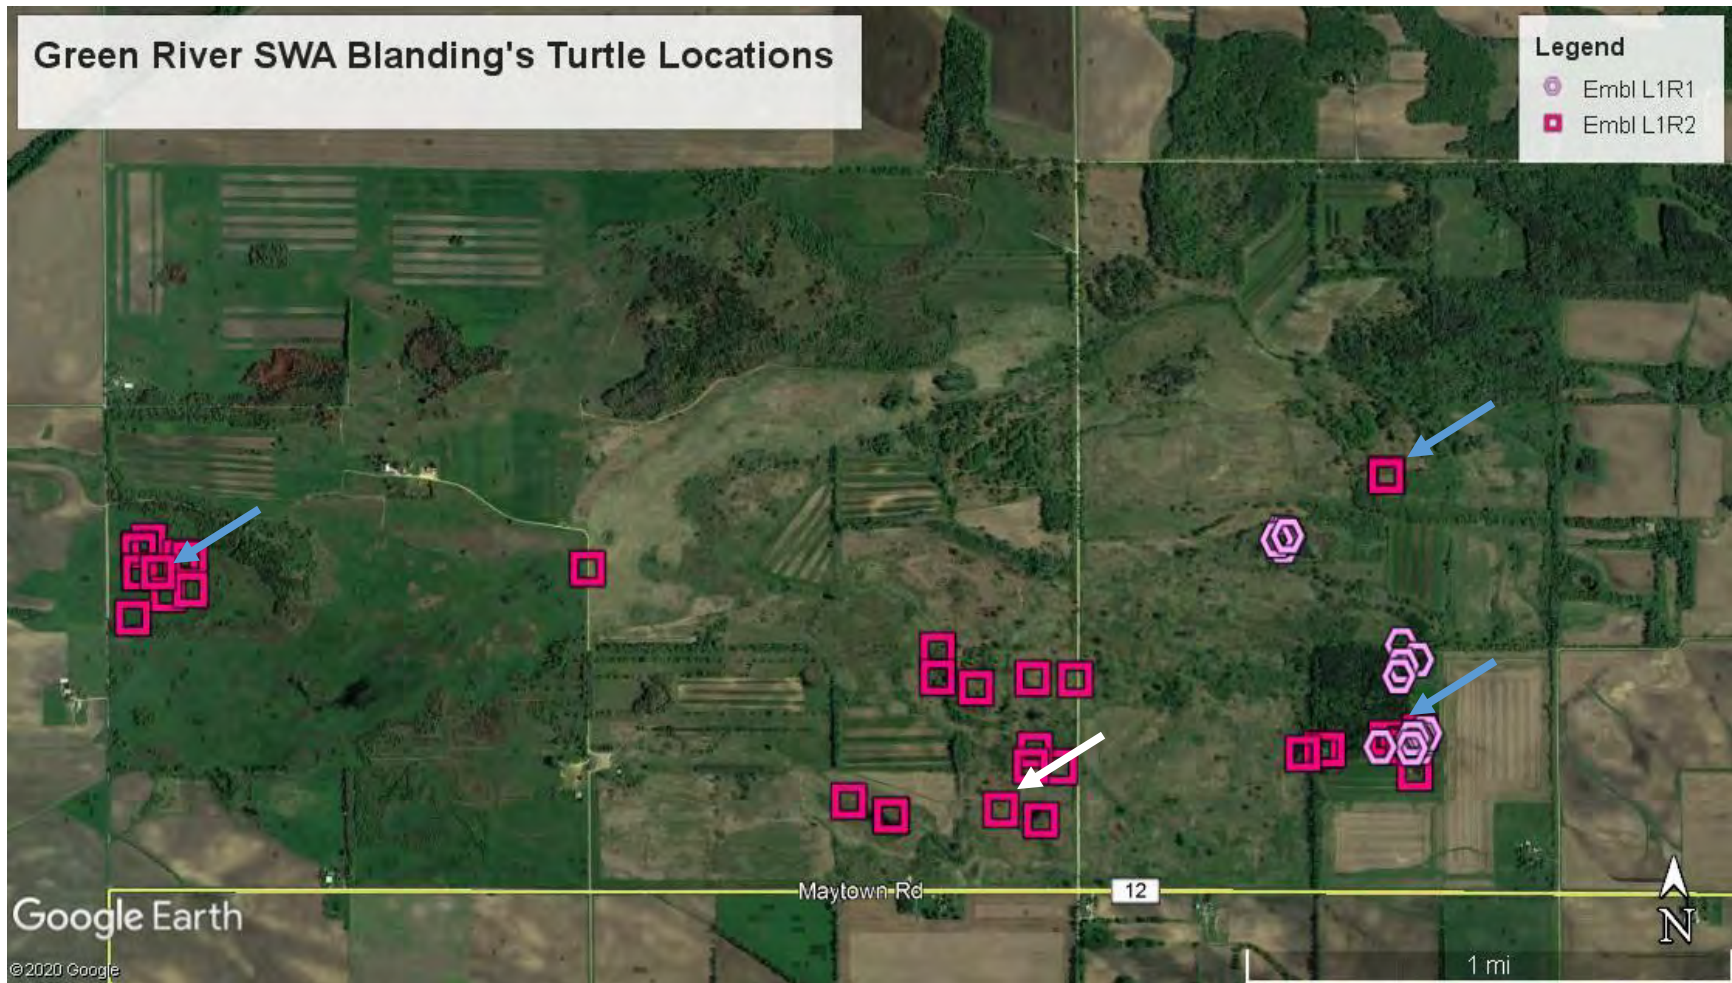 Green River SWA Blanding's Turtle Locations
Legend
Embl L1R1
Embl L1R2
Maytown Rd
12
Google Earth
N
©2020 Google
1 mi